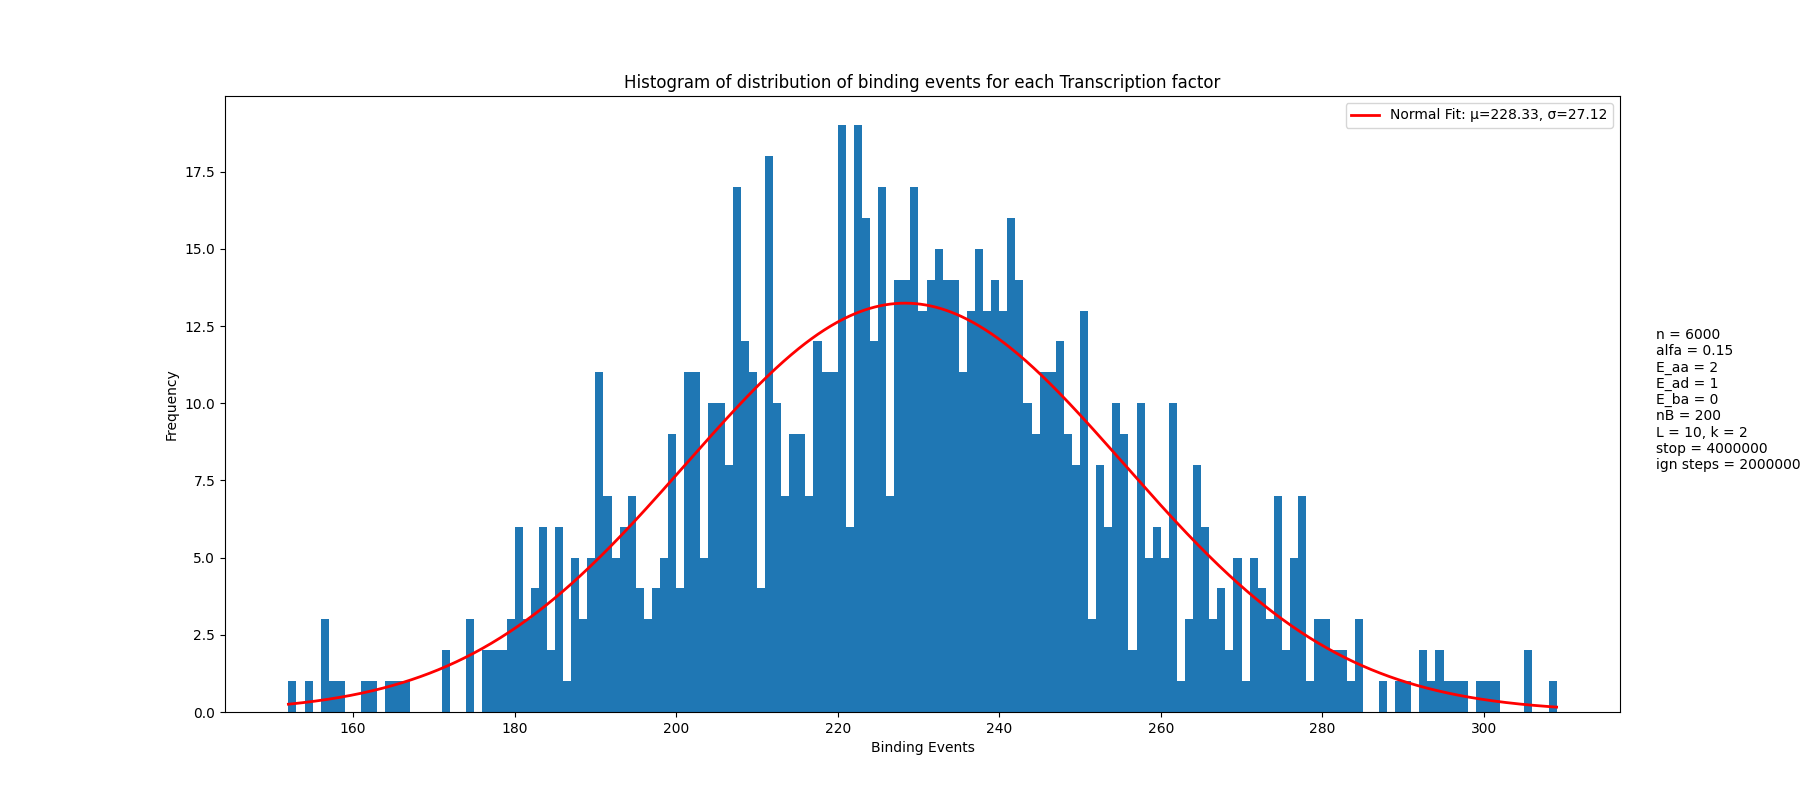 Histogram of distribution of binding events for each Transcription factor
Normal Fit: μ=228.33, σ=27.12
17.5
15.0
12.5
10.0
7.5
5.0
2.5
0.0
Frequency
160 180 200 220 240 260 280 300
Binding Events
n = 6000
alfa = 0.15
E_aa = 2
E_ad = 1
E_ba = 0
nB = 200
L = 10, k = 2
stop = 4000000
ign steps = 2000000